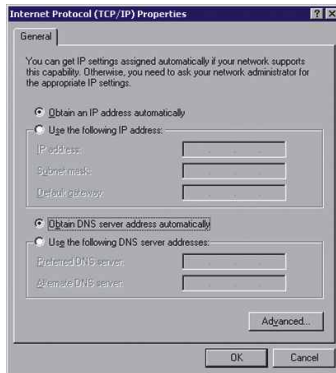 Internet Protocol (TCP/IP) Properties
General
You can get IP settings assigned automatically if your network supports
this capability. Otherwise, you need to ask your network administrator for
the appropriate IP settings.
Obtain an IP address automatically
Use the following IP address:
IP address:
Subnet mask:
Default gateway:
Obtain DNS server address automatically
Use the following DNS server addresses:
Preferred DNS server:
Alternate DNS server:
Advanced...
OK
Cancel